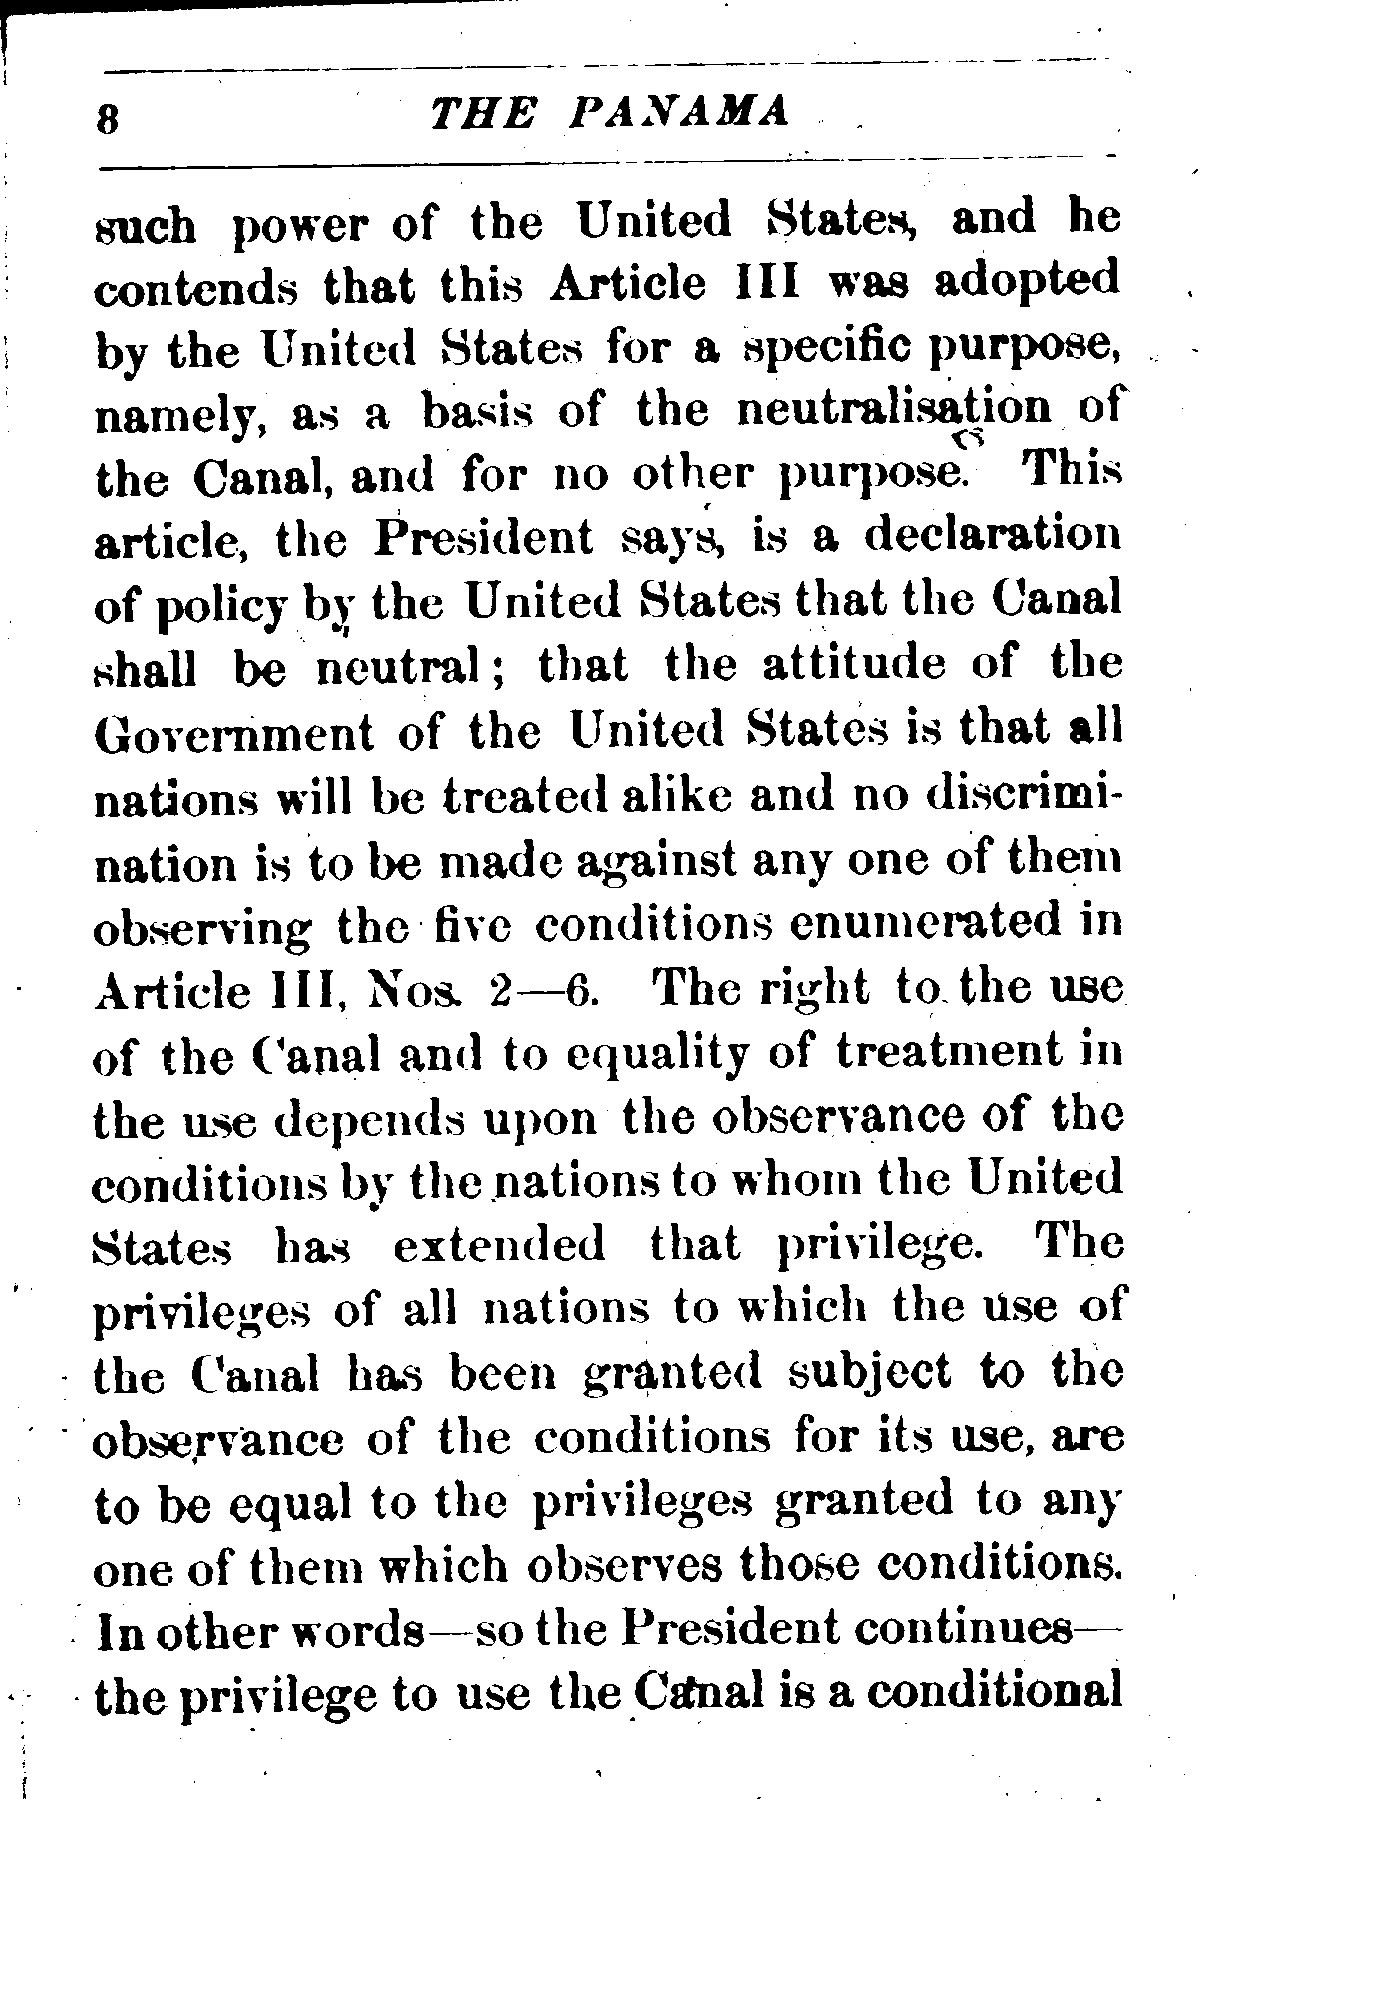 8 THE PANAMA
such power of the United States, and he
contends that this Article III was adopted
by the United States for a specific purpose,
namely, as a basis of the neutralisation of
the Canal, and for no other purpose. This
article, the President says, is a declaration
of policy by the United States that the Canal
shall be neutral; that the attitude of the
Government of the United States is that all
nations will be treated alike and no discrimi-
nation is to be made against any one of them
observing the five conditions enumerated in
Article III, Nos. 2—6. The right to the use
of the Canal and to equality of treatment in
the use depends upon the observance of the
conditions by the nations to whom the United
States has extended that privilege. The
privileges of all nations to which the use of
the Canal has been granted subject to the
observance of the conditions for its use, are
to be equal to the privileges granted to any
one of them which observes those conditions.
In other words—so the President continues—
the privilege to use the Canal is a conditional